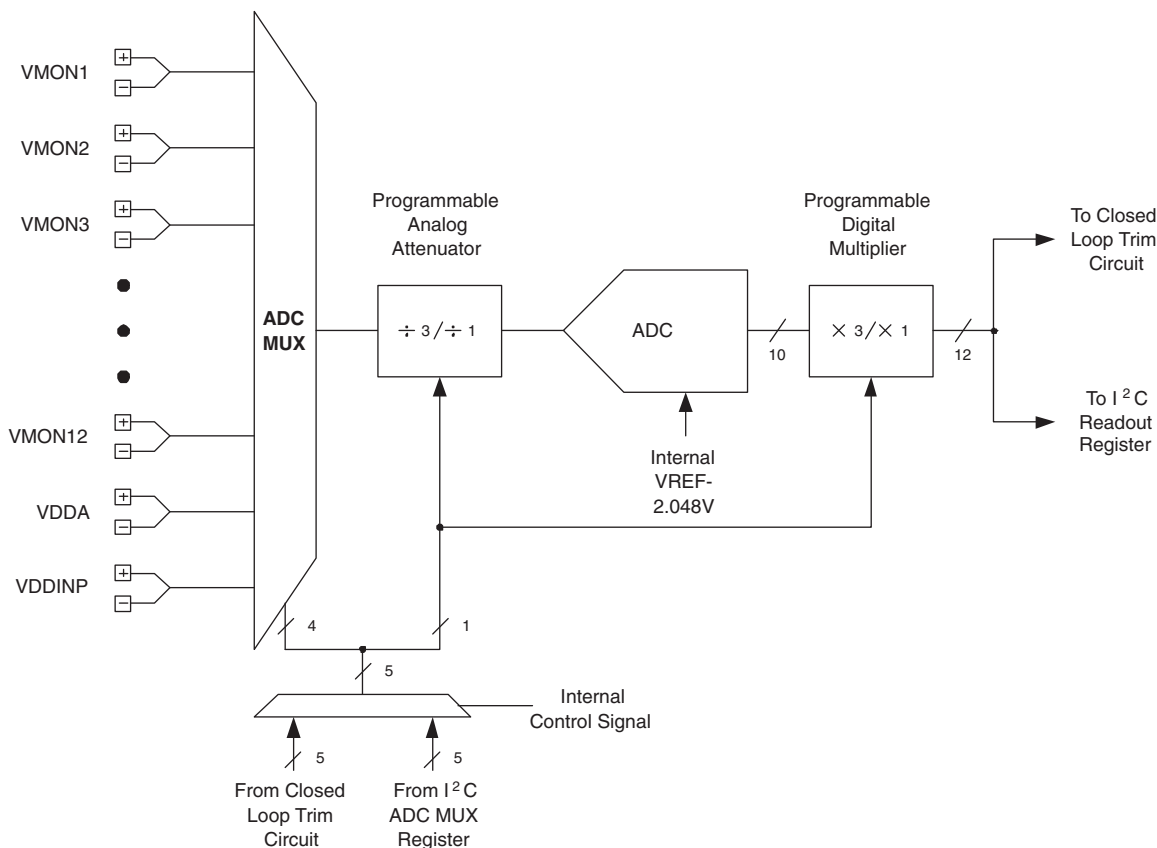 VMON1
+
−
VMON2
+
−
VMON3
+
−
VMON12
+
−
VDDA
+
−
VDDINP
+
−
ADC
MUX
Programmable
Analog
Attenuator
÷ 3 / ÷ 1
ADC
Internal
VREF-
2.048V
10
Programmable
Digital
Multiplier
× 3 / × 1
12
To Closed
Loop Trim
Circuit
To I²C
Readout
Register
4
1
5
Internal
Control Signal
5
5
From Closed
Loop Trim
Circuit
From I²C
ADC MUX
Register